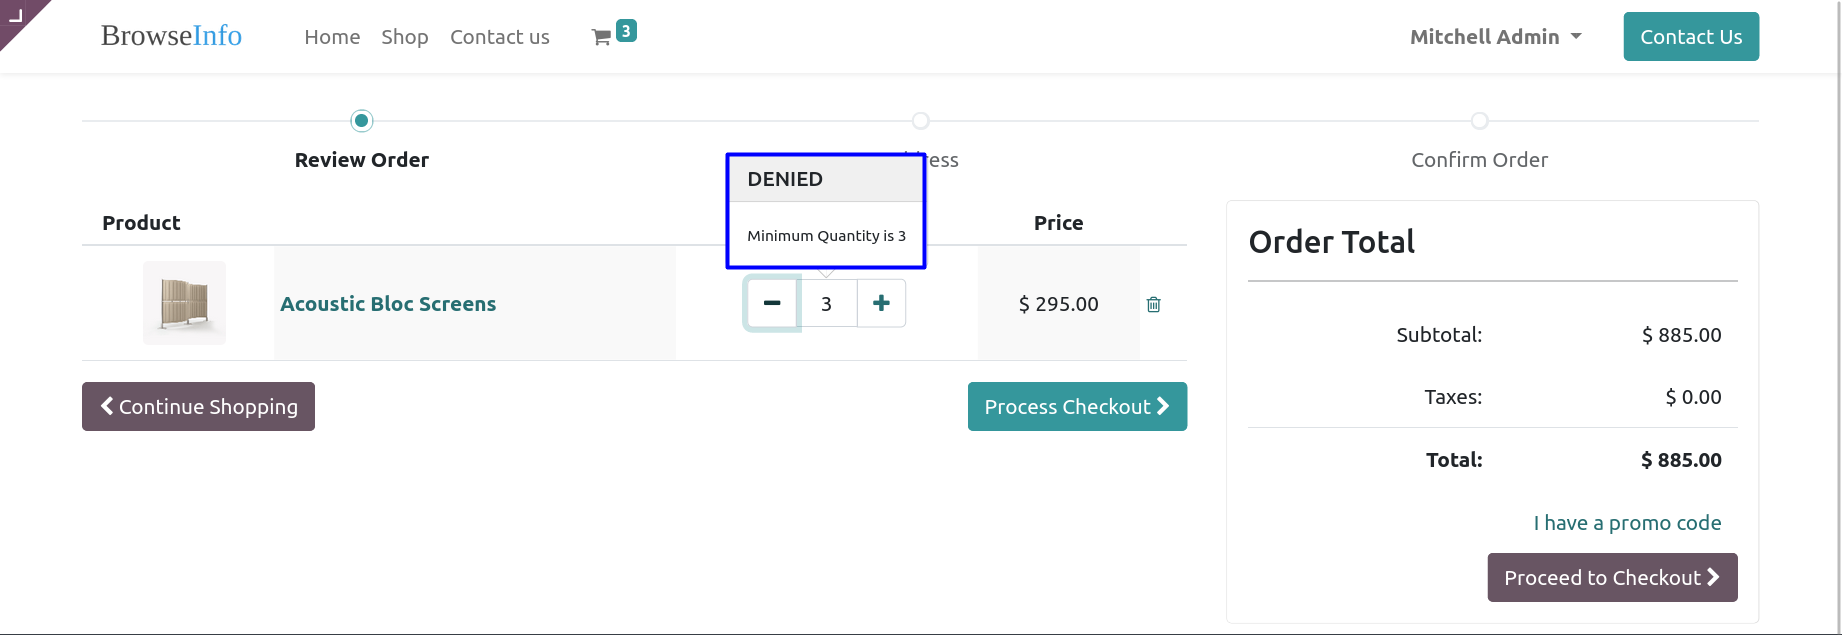 BrowseInfo Home Shop Contact us 3 Mitchell Admin Contact Us
Review Order ress Confirm Order
DENIED
Minimum Quantity is 3
Product Price
Acoustic Bloc Screens 3 $ 295.00
Continue Shopping Process Checkout
Order Total
Subtotal: $ 885.00
Taxes: $ 0.00
Total: $ 885.00
I have a promo code
Proceed to Checkout